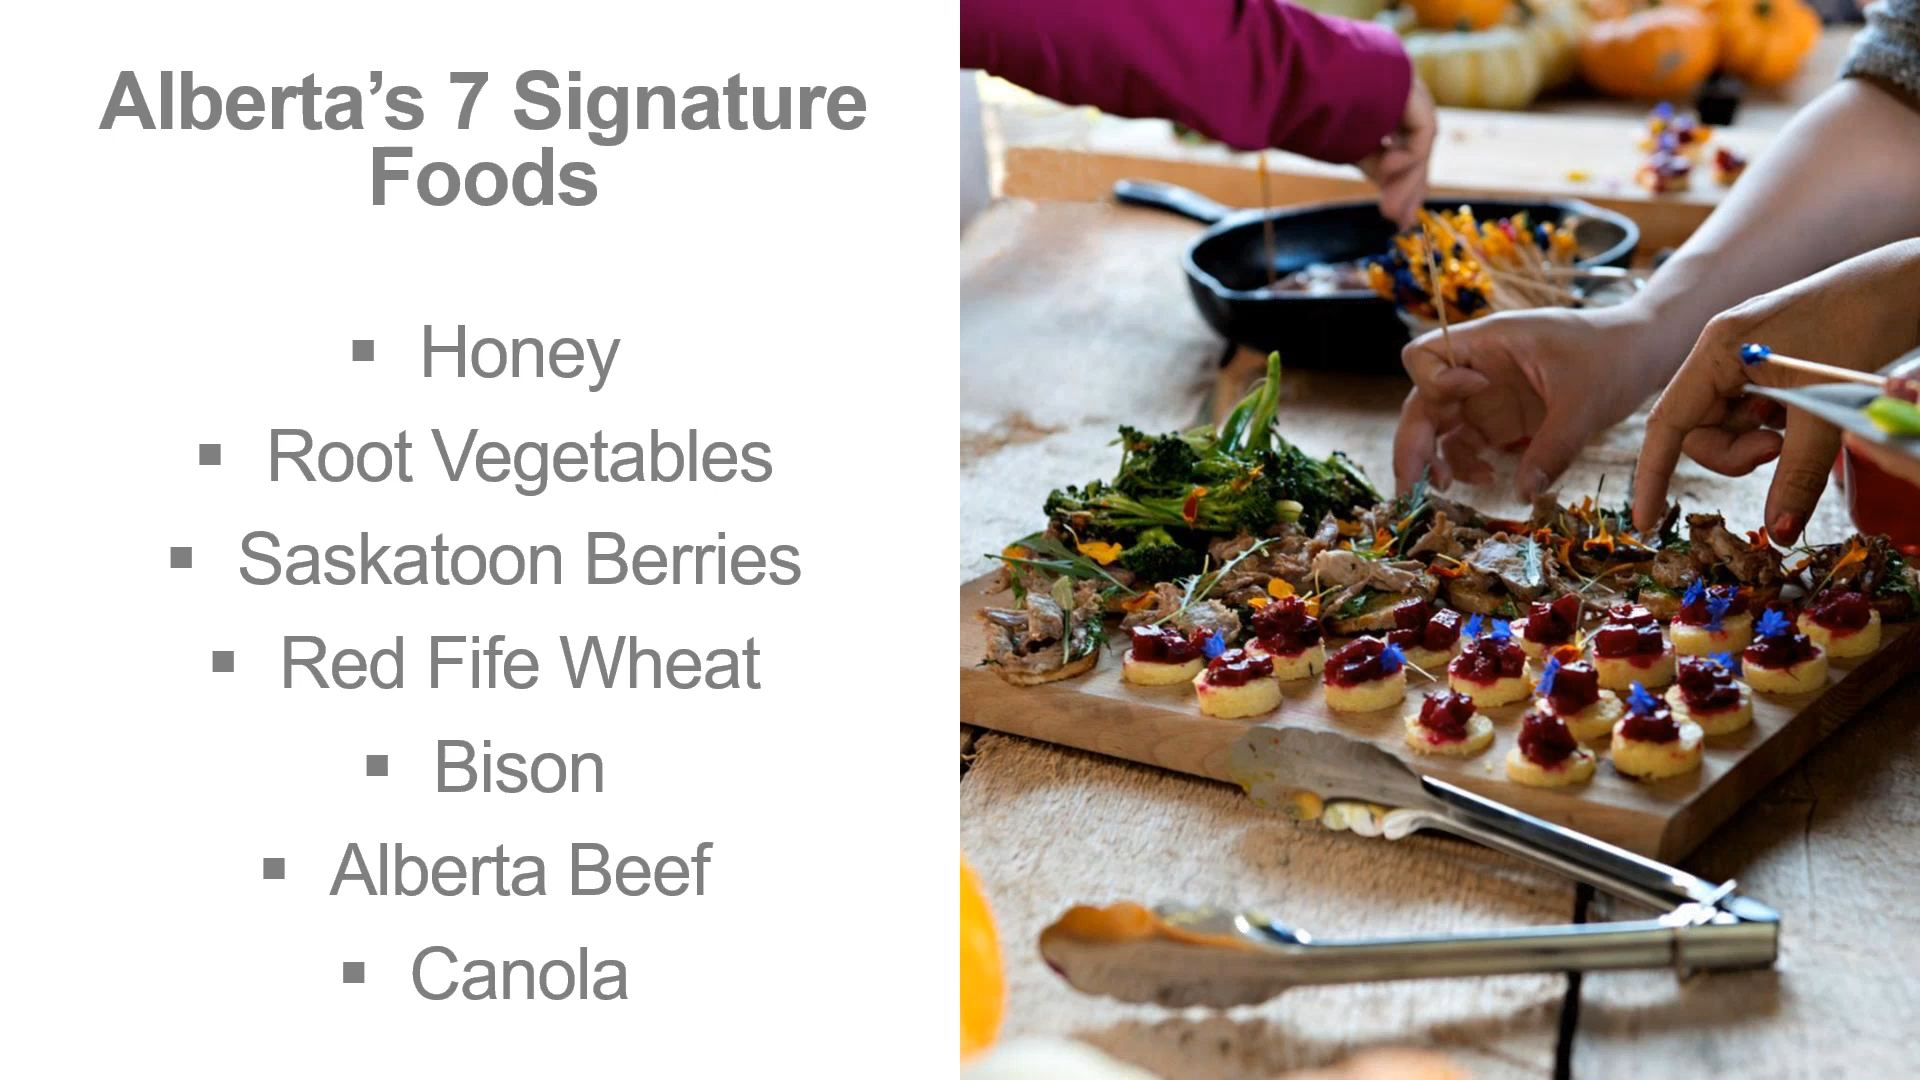 Alberta’s 7 Signature
Foods
▪ Honey
▪ Root Vegetables
▪ Saskatoon Berries
▪ Red Fife Wheat
▪ Bison
▪ Alberta Beef
▪ Canola